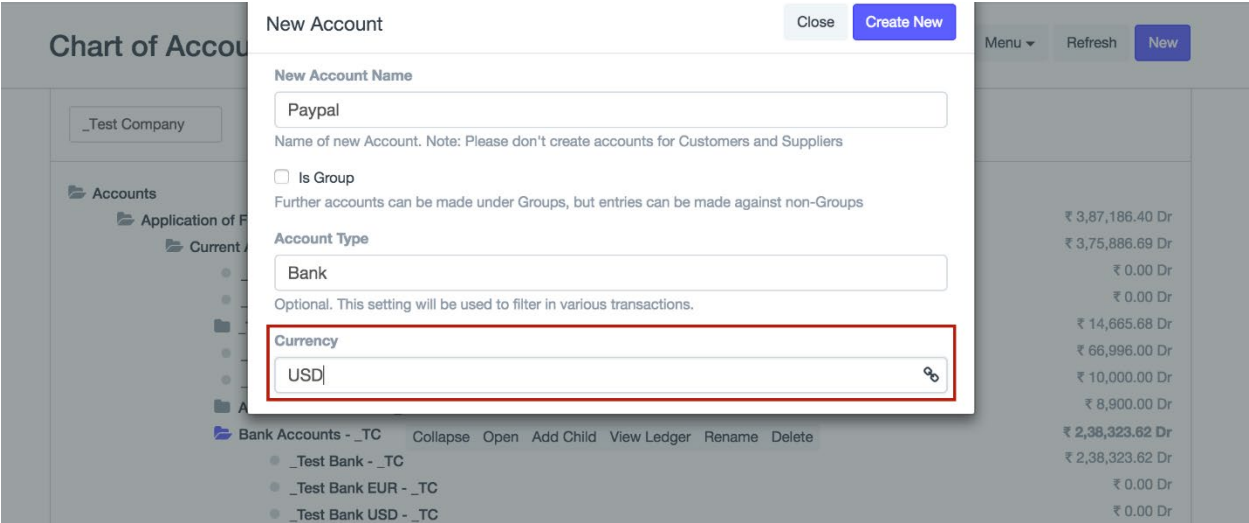 New Account
Close
Create New
Chart of Accou
Menu
Refresh
New
New Account Name
Paypal
Name of new Account. Note: Please don't create accounts for Customers and Suppliers
_Test Company
Is Group
Further accounts can be made under Groups, but entries can be made against non-Groups
Accounts
Application of F
₹ 3,87,186.40 Dr
Account Type
Current A
₹ 3,75,886.69 Dr
Bank
₹ 0.00 Dr
Optional. This setting will be used to filter in various transactions.
₹ 0.00 Dr
₹ 14,665.68 Dr
Currency
₹ 66,996.00 Dr
USD
₹ 10,000.00 Dr
₹ 8,900.00 Dr
Bank Accounts - _TC
Collapse Open Add Child View Ledger Rename Delete
₹ 2,38,323.62 Dr
_Test Bank - _TC
₹ 2,38,323.62 Dr
_Test Bank EUR - _TC
₹ 0.00 Dr
_Test Bank USD - _TC
₹ 0.00 Dr